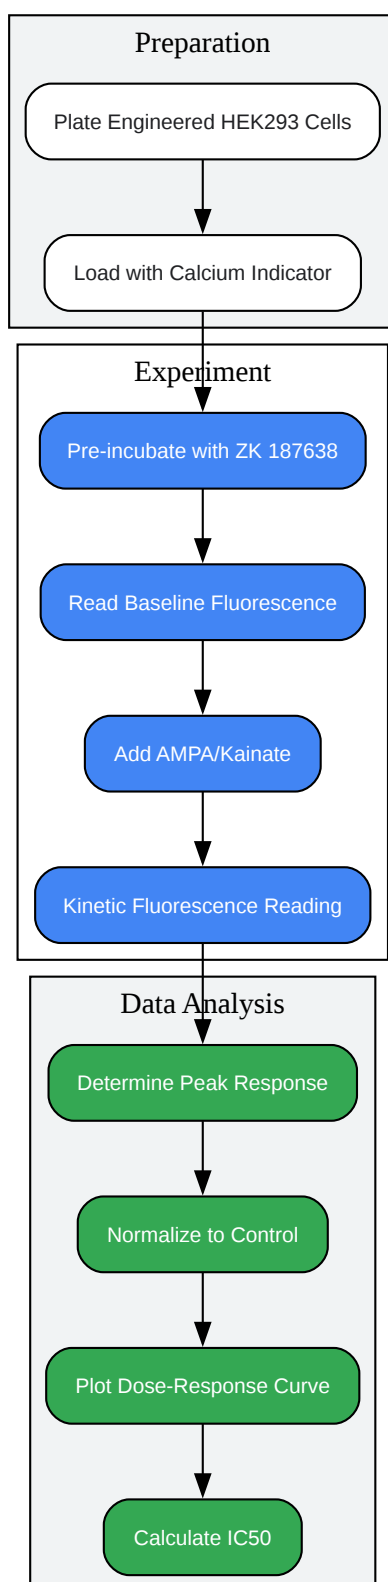 Preparation
Plate Engineered HEK293 Cells
Load with Calcium Indicator
Experiment
Pre-incubate with ZK 187638
Read Baseline Fluorescence
Add AMPA/Kainate
Kinetic Fluorescence Reading
Data Analysis
Determine Peak Response
Normalize to Control
Plot Dose-Response Curve
Calculate IC50